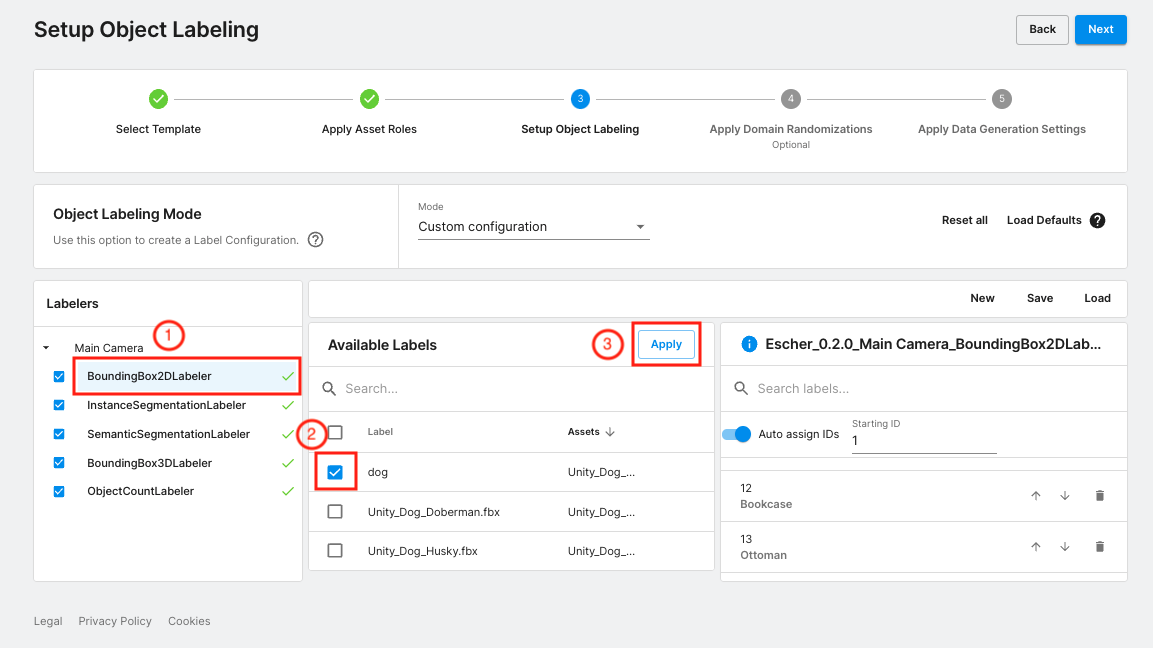 Setup Object Labeling
Back
Next
3
4
5
Select Template
Apply Asset Roles
Setup Object Labeling
Apply Domain Randomizations
Optional
Apply Data Generation Settings
Object Labeling Mode
Use this option to create a Label Configuration.
?
Mode
Custom configuration
Reset all
Load Defaults
?
Labelers
1
Main Camera
BoundingBox2DLabeler
InstanceSegmentationLabeler
SemanticSegmentationLabeler
BoundingBox3DLabeler
ObjectCountLabeler
New
Save
Load
Available Labels
3
Apply
Search...
2
Label
Assets
dog
Unity_Dog_...
Unity_Dog_Doberman.fbx
Unity_Dog_...
Unity_Dog_Husky.fbx
Unity_Dog_...
i
Escher_0.2.0_Main Camera_BoundingBox2DLab...
Search labels...
Auto assign IDs
Starting ID
1
12
Bookcase
13
Ottoman
Legal
Privacy Policy
Cookies